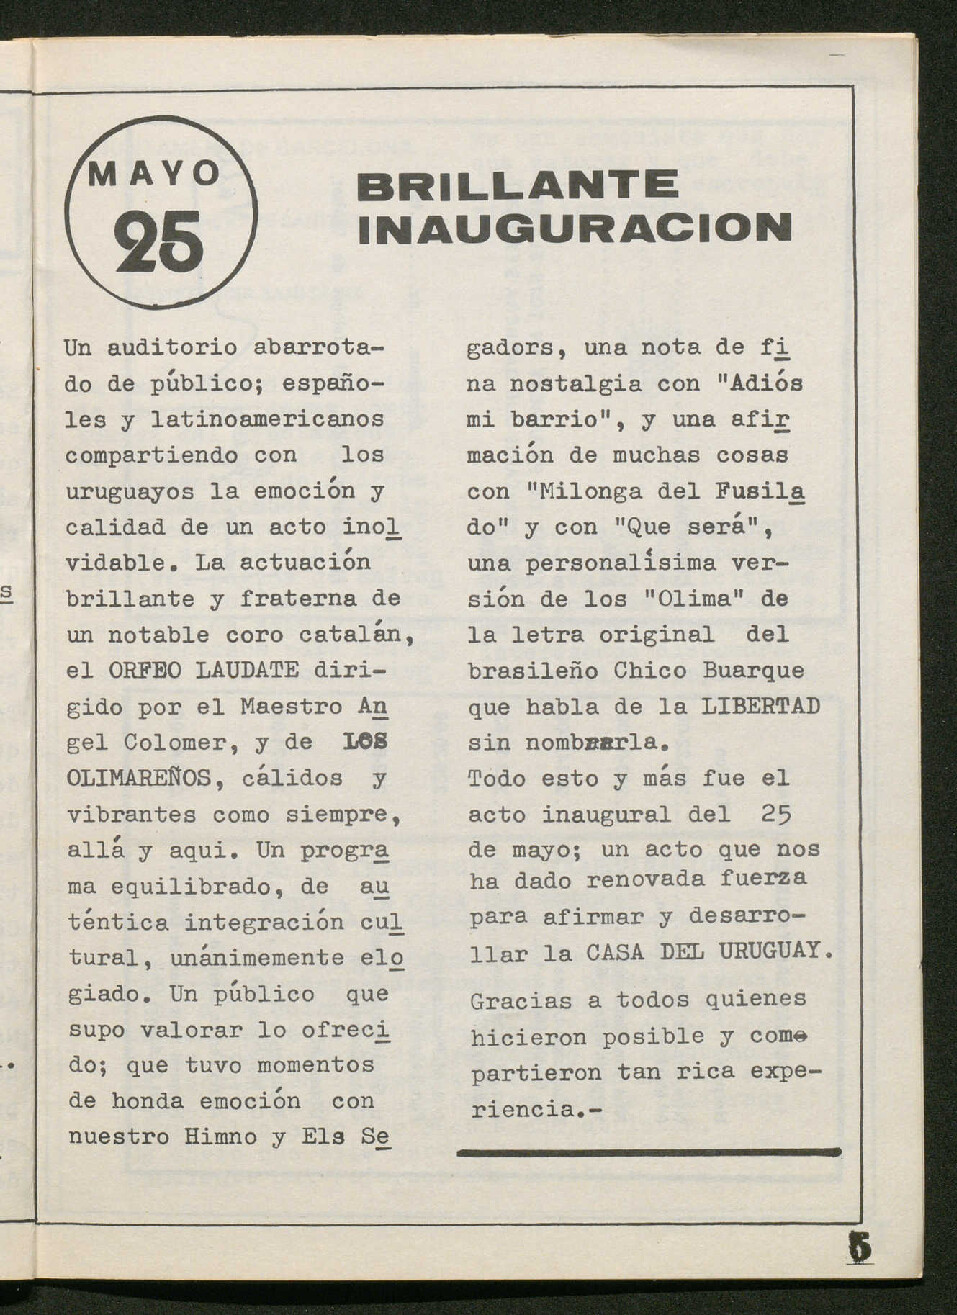 MAYO
25
BRILLANTE
INAUGURACION
Un auditorio abarrota-
do de público; españo-
les y latinoamericanos
compartiendo con los
uruguayos la emoción y
calidad de un acto inol
vidable. La actuación
brillante y fraterna de
un notable coro catalán,
el ORFEO LAUDATE diri-
gido por el Maestro An
gel Colomer, y de LOS
OLIMAREÑOS, cálidos y
vibrantes como siempre,
allá y aqui. Un progra
ma equilibrado, de au
téntica integración cul
tural, unánimemente elo
giado. Un público que
supo valorar lo ofreci
do; que tuvo momentos
de honda emoción con
nuestro Himno y Els Se
gadors, una nota de fi
na nostalgia con "Adiós
mi barrio", y una afir
mación de muchas cosas
con "Milonga del Fusila
do" y con "Que será",
una personalísima ver-
sión de los "Olima" de
la letra original del
brasileño Chico Buarque
que habla de la LIBERTAD
sin nombrarla.
Todo esto y más fue el
acto inaugural del 25
de mayo; un acto que nos
ha dado renovada fuerza
para afirmar y desarro-
llar la CASA DEL URUGUAY.
Gracias a todos quienes
hicieron posible y com-
partieron tan rica expe-
riencia.-
5